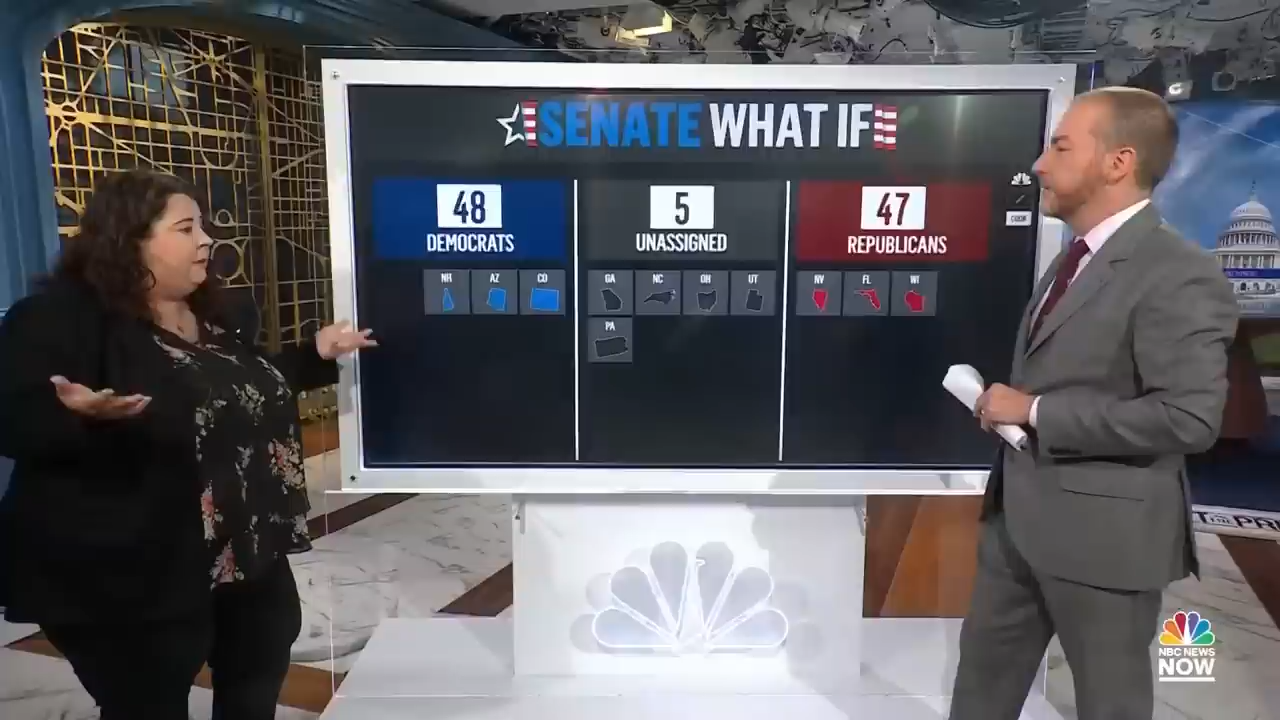 SENATE WHAT IF
48
DEMOCRATS
5
UNASSIGNED
47
REPUBLICANS
NH AZ CO
GA NC OH UT
NV FL WI
PA
NBC NEWS
NOW